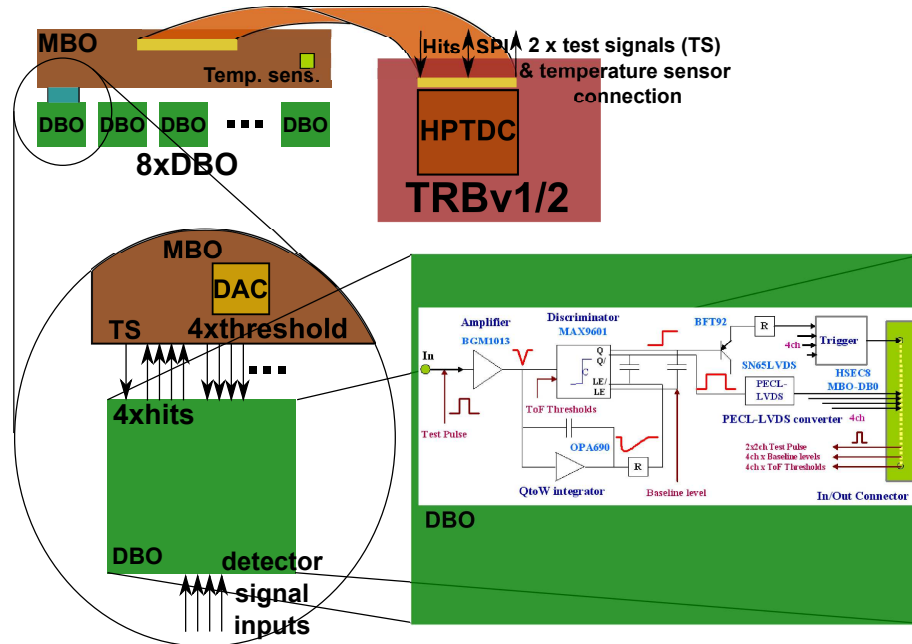 MBO
Temp. sens.
DBO
DBO
DBO
DBO
8xDBO
Hits
SPI
2 x test signals (TS)
& temperature sensor
connection
HPTDC
TRBv1/2
MBO
DAC
TS
4xthreshold
4xhits
DBO
detector
signal
inputs
In
Amplifier
BGM1013
Discriminator
MAX9601
Q
Q/
C
LE/
LE
ToF Thresholds
Test Pulse
OPA690
R
QtoW integrator
Baseline level
BFT92
R
4ch
Trigger
SN65LVDS
HSEC8
MBO-DB0
PECL-
LVDS
PECL-LVDS converter
4ch
2x2ch Test Pulse
4ch x Baseline levels
4ch x ToF Thresholds
In/Out Connector
DBO